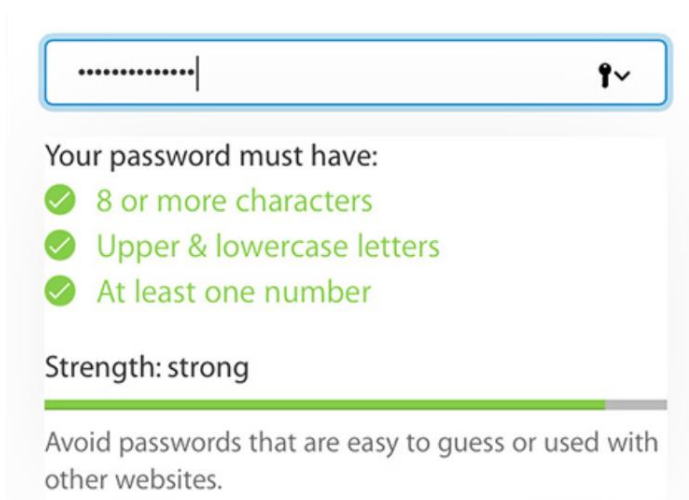 ••••••••••••••
Your password must have:
8 or more characters
Upper & lowercase letters
At least one number
Strength: strong
Avoid passwords that are easy to guess or used with
other websites.